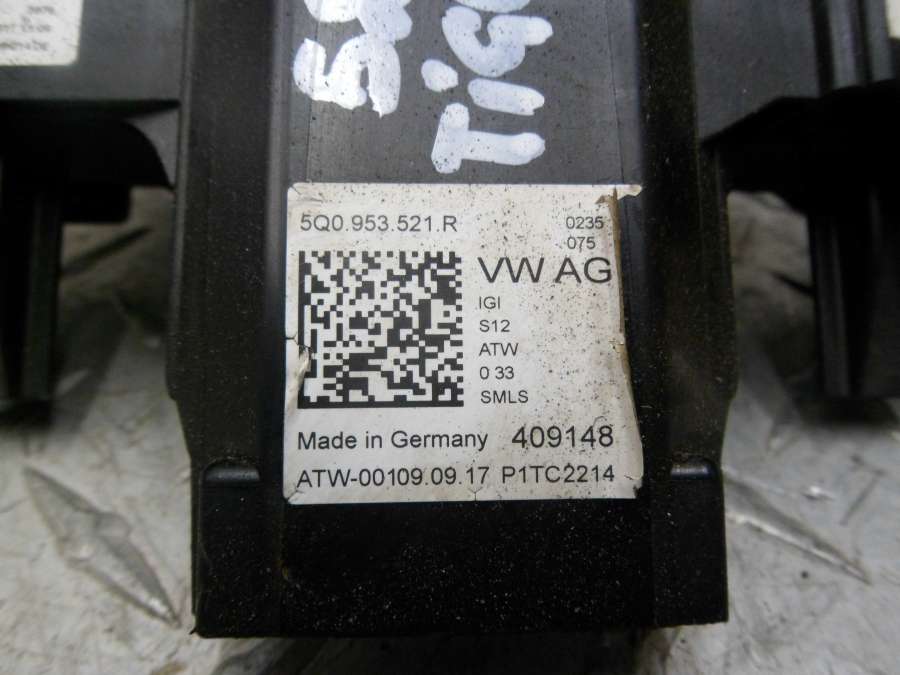 5Q0.953.521.R
0235
075
VW AG
IGI
S12
ATW
0 33
SMLS
Made in Germany 409148
ATW-00109.09.17 P1TC2214